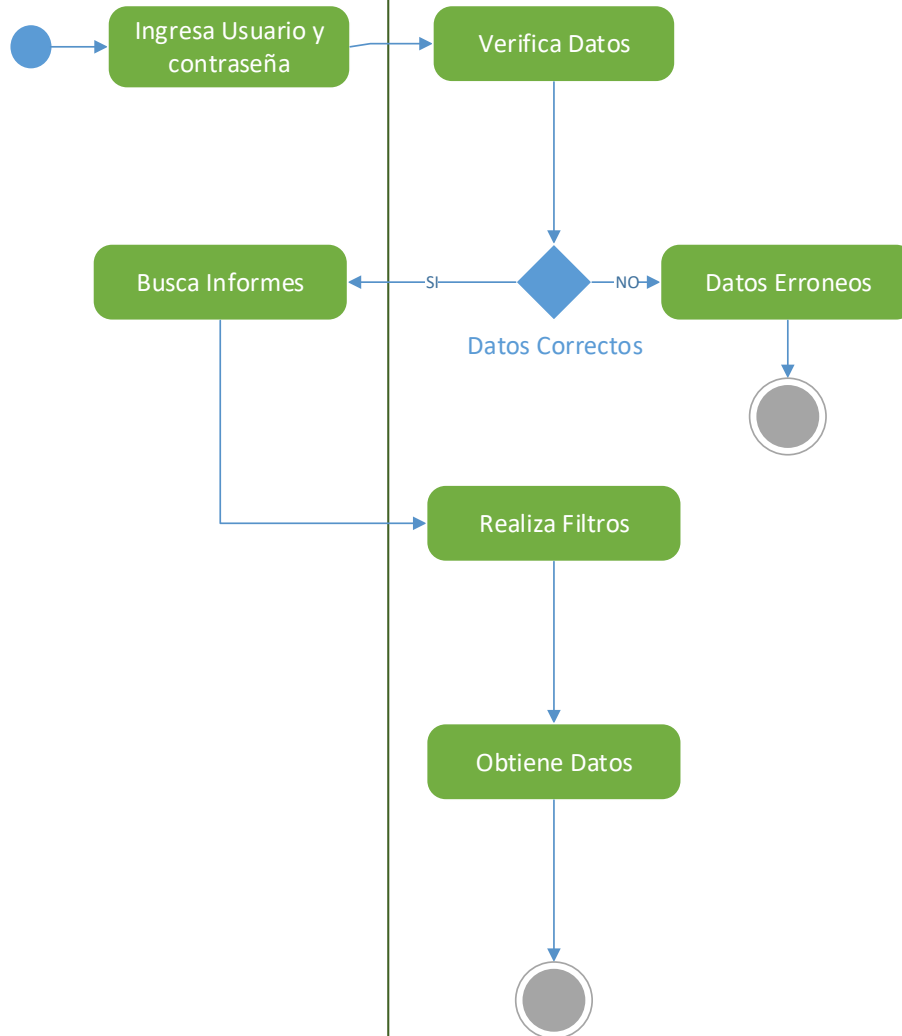 Ingresa Usuario y
contraseña
Verifica Datos
Busca Informes
SI
NO
Datos Erroneos
Datos Correctos
Realiza Filtros
Obtiene Datos